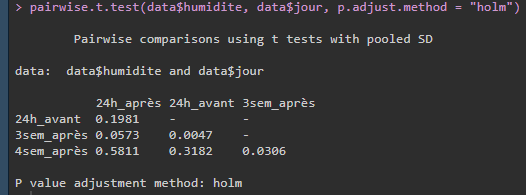 > pairwise.t.test(data$humidite, data$jour, p.adjust.method = "holm")
Pairwise comparisons using t tests with pooled SD
data:  data$humidite and data$jour
24h_après 24h_avant 3sem_après
24h_avant  0.1981    -         -
3sem_après 0.0573    0.0047    -
4sem_après 0.5811    0.3182    0.0306
P value adjustment method: holm